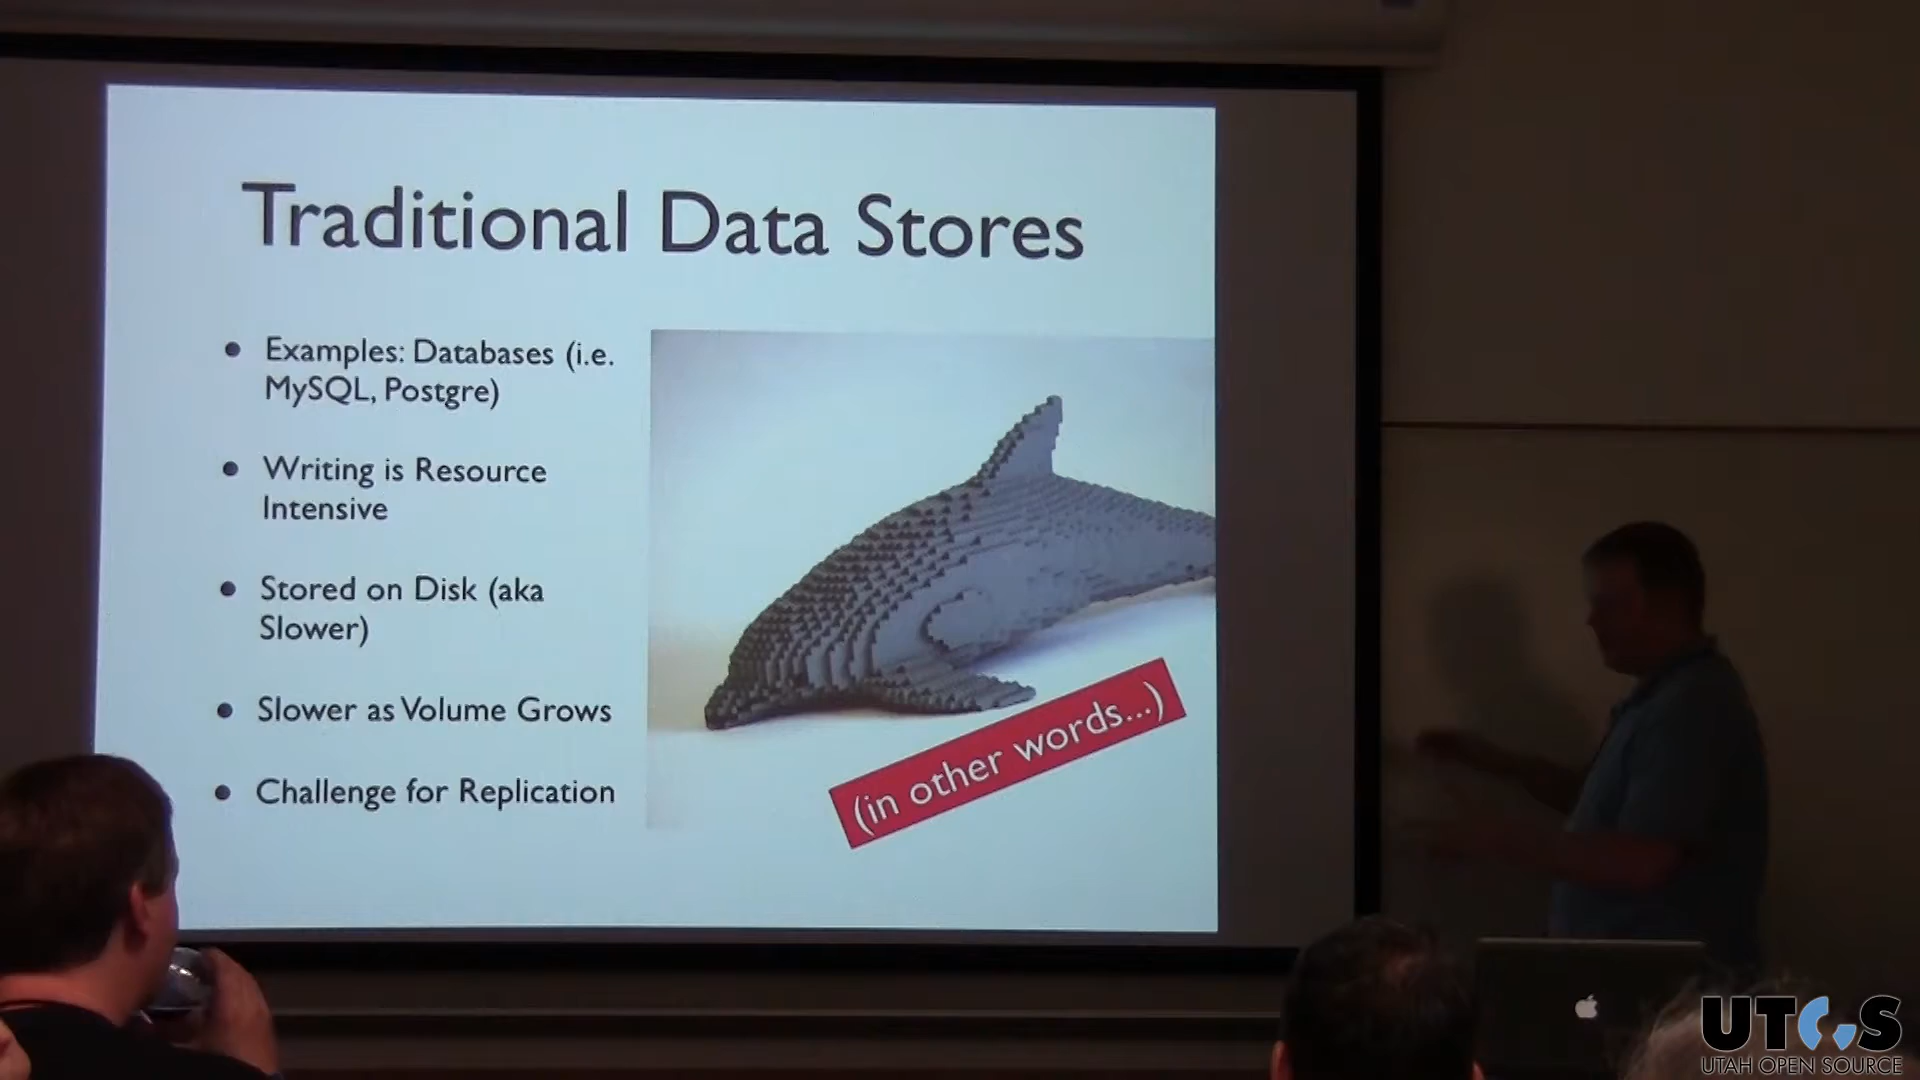 Traditional Data Stores
• Examples: Databases (i.e.
MySQL, Postgre)
• Writing is Resource
Intensive
• Stored on Disk (aka
Slower)
• Slower as Volume Grows
• Challenge for Replication
(in other words...)
UTOS
UTAH OPEN SOURCE